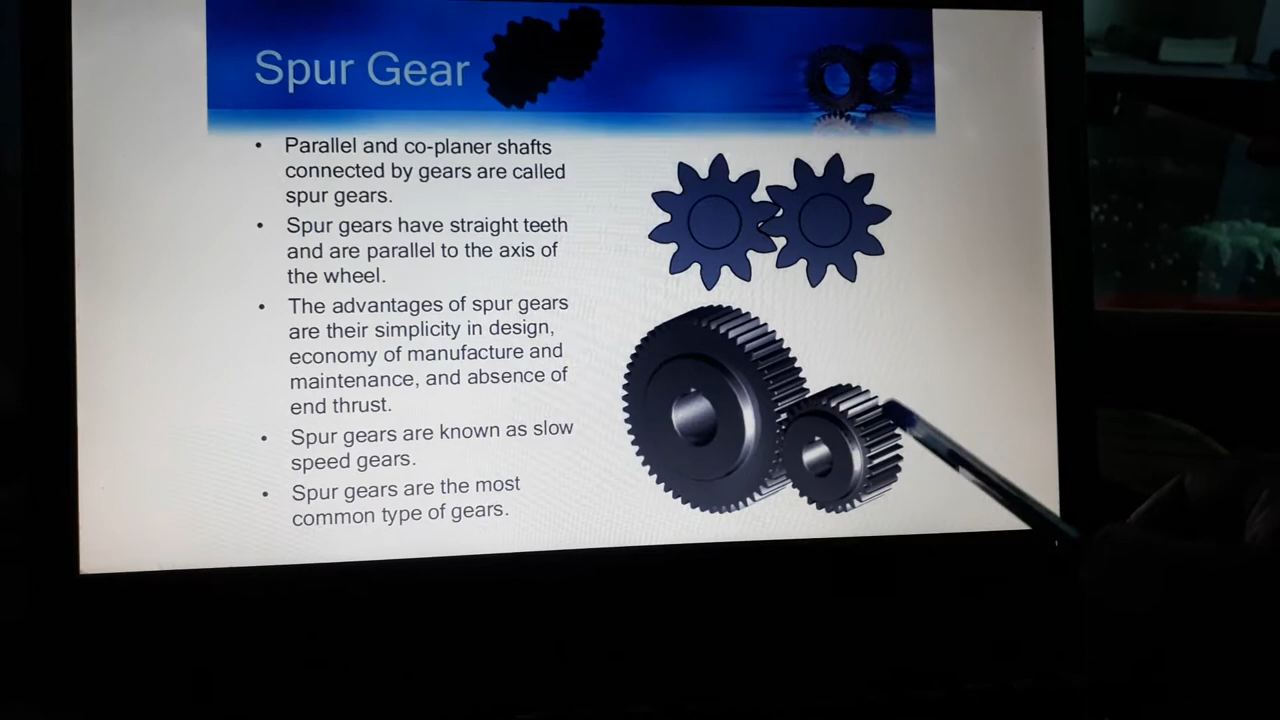 Spur Gear
• Parallel and co-planer shafts
connected by gears are called
spur gears.
• Spur gears have straight teeth
and are parallel to the axis of
the wheel.
• The advantages of spur gears
are their simplicity in design,
economy of manufacture and
maintenance, and absence of
end thrust.
• Spur gears are known as slow
speed gears.
• Spur gears are the most
common type of gears.